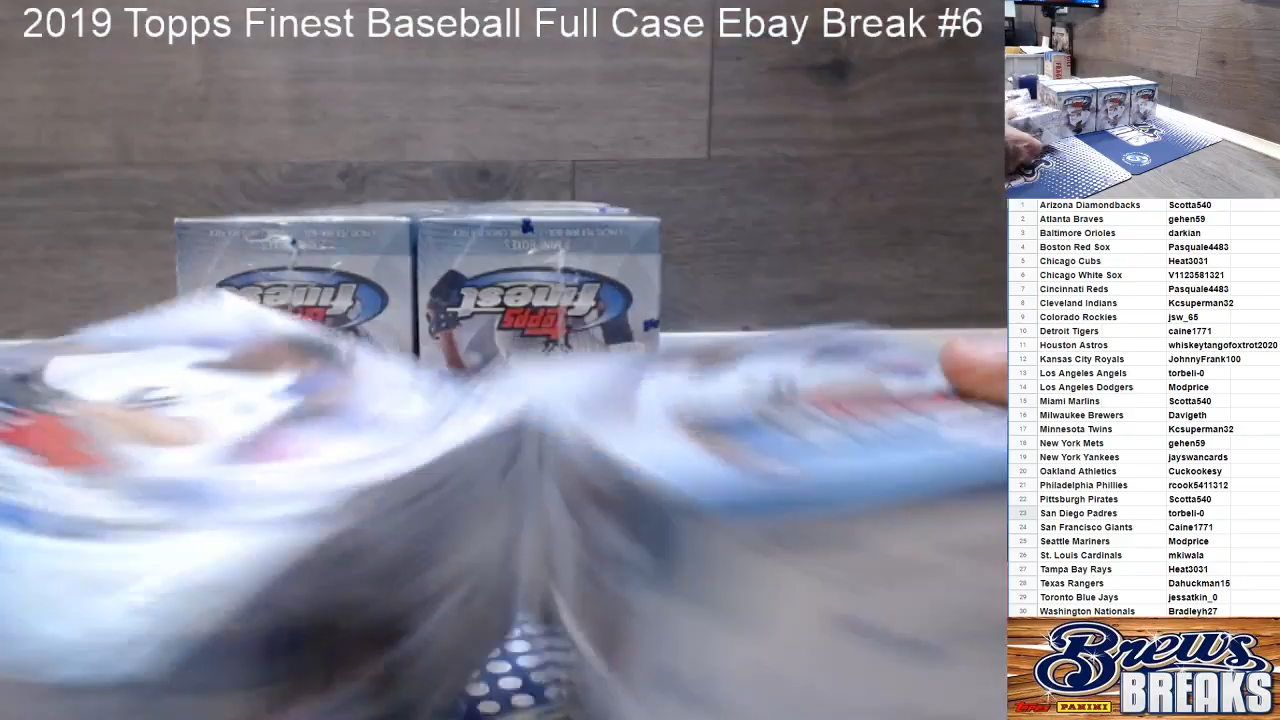 2019 Topps Finest Baseball Full Case Ebay Break #6
finest
Topps
finest
1 Arizona Diamondbacks Scotta540
2 Atlanta Braves gehen59
3 Baltimore Orioles darkian
4 Boston Red Sox Pasquale4483
5 Chicago Cubs Heat3031
6 Chicago White Sox V1123581321
7 Cincinnati Reds Pasquale4483
8 Cleveland Indians Kcsuperman32
9 Colorado Rockies jsw_65
10 Detroit Tigers caine1771
11 Houston Astros whiskeytangofoxtrot2020
12 Kansas City Royals JohnnyFrank100
13 Los Angeles Angels torbeli-0
14 Los Angeles Dodgers Modprice
15 Miami Marlins Scotta540
16 Milwaukee Brewers Davigeth
17 Minnesota Twins Kcsuperman32
18 New York Mets gehen59
19 New York Yankees jayswancards
20 Oakland Athletics Cuckookesy
21 Philadelphia Phillies rcook5411312
22 Pittsburgh Pirates Scotta540
23 San Diego Padres torbeli-0
24 San Francisco Giants Caine1771
25 Seattle Mariners Modprice
26 St. Louis Cardinals mkiwala
27 Tampa Bay Rays Heat3031
28 Texas Rangers Dahuckman15
29 Toronto Blue Jays jessatkin_0
30 Washington Nationals Bradleyh27
Brews
BREAKS
Topps PANINI